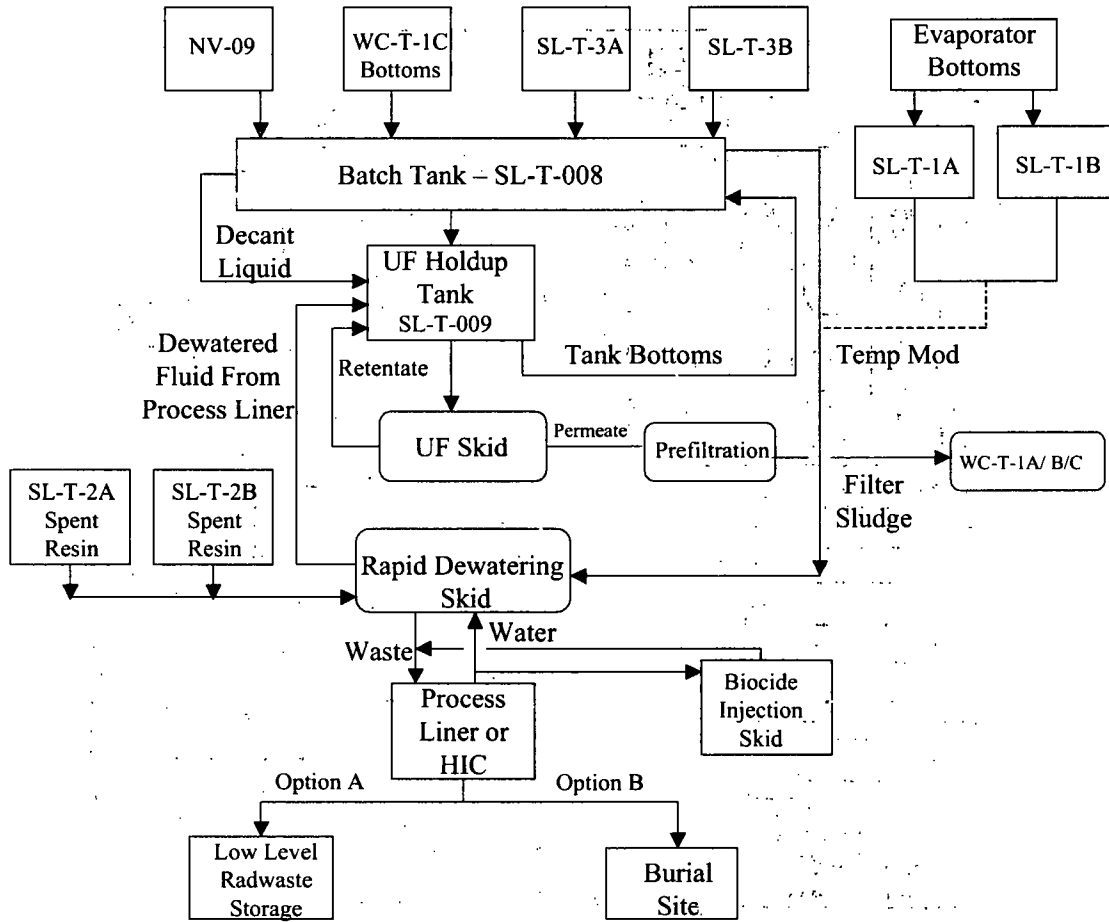 NV-09
WC-T-1C
Bottoms
SL-T-3A
SL-T-3B
Evaporator
Bottoms
Batch Tank – SL-T-008
SL-T-1A
SL-T-1B
Decant
Liquid
UF Holdup
Tank
SL-T-009
Dewatered
Fluid From
Process Liner
Retentate
Tank Bottoms
Temp Mod
UF Skid
Permeate
Prefiltration
WC-T-1A/ B/C
Filter
Sludge
SL-T-2A
Spent
Resin
SL-T-2B
Spent
Resin
Rapid Dewatering
Skid
Water
Waste
Process
Liner or
HIC
Biocide
Injection
Skid
Option A
Option B
Low Level
Radwaste
Storage
Burial
Site